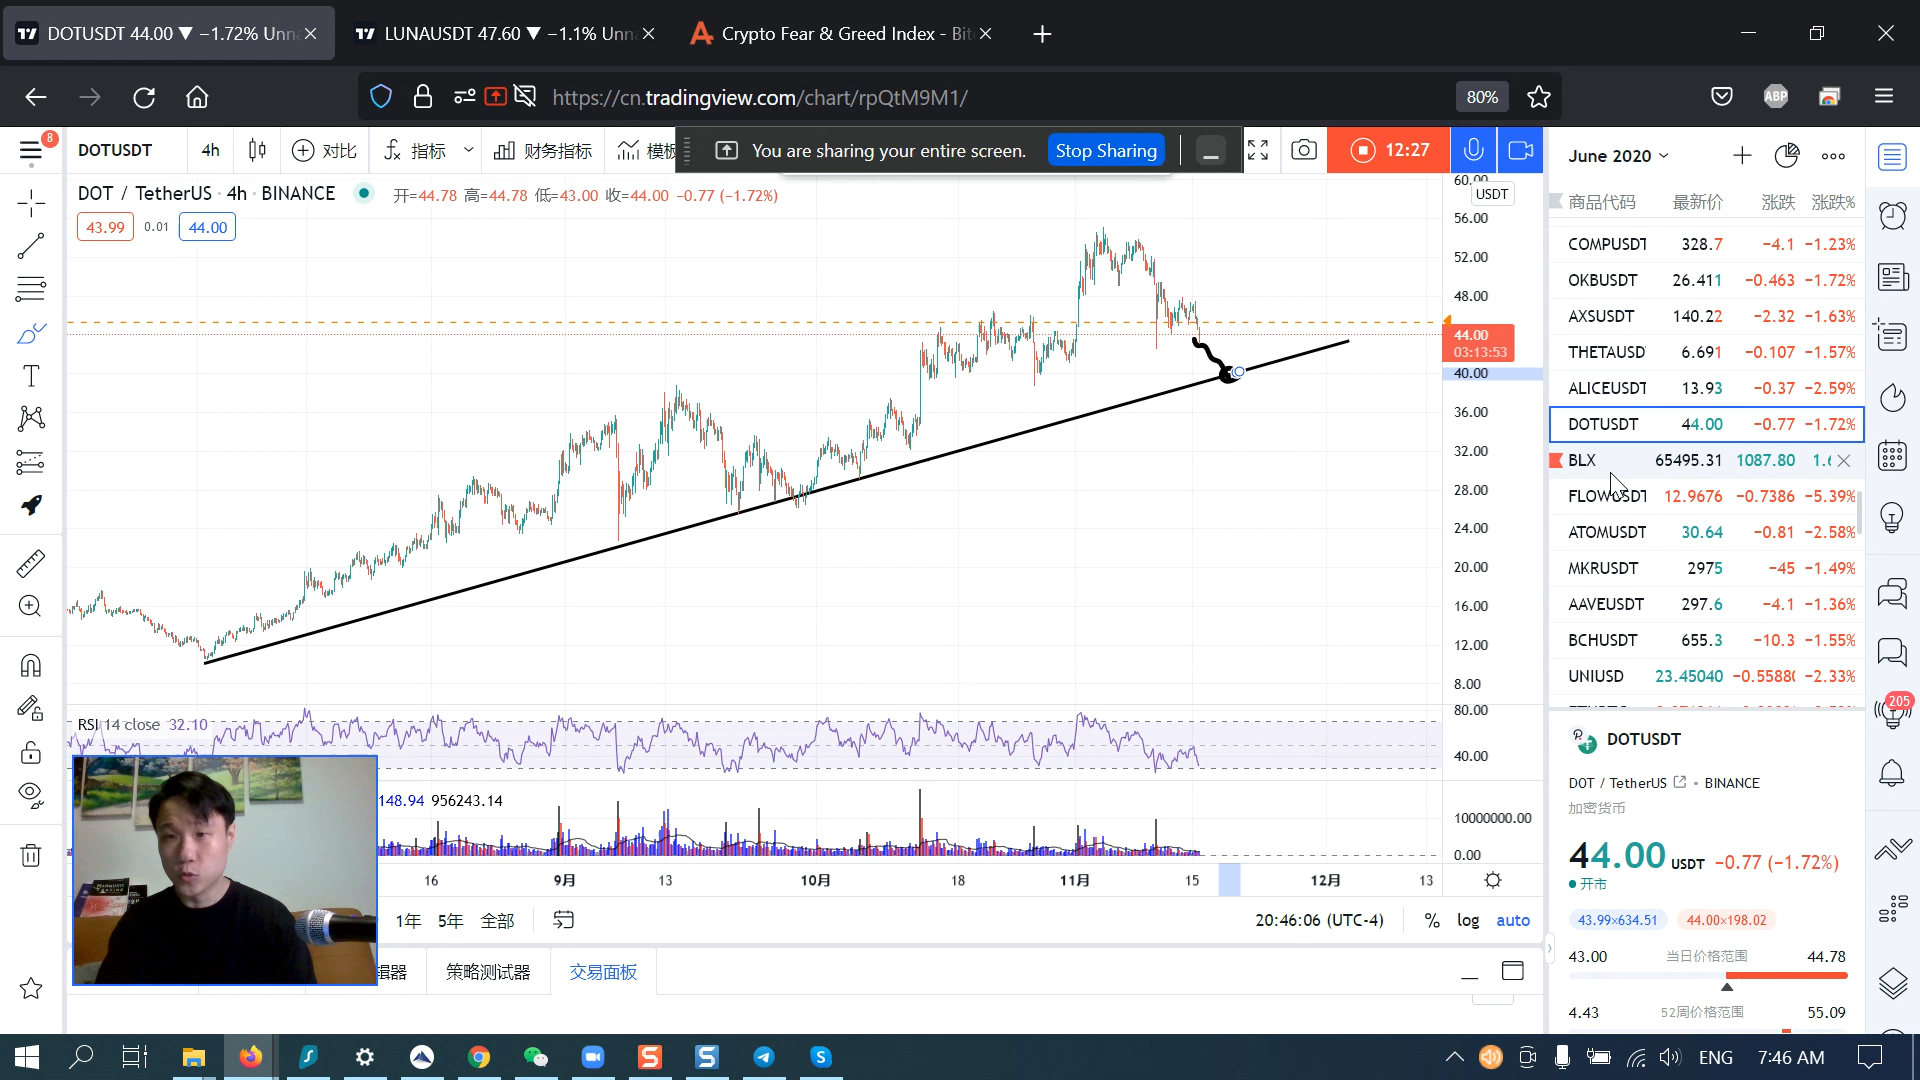 DOTUSDT 44.00 ▼ −1.72% Unn
LUNAUSDT 47.60 ▼ −1.1% Unn
Crypto Fear & Greed Index - Bit
https://cn.tradingview.com/chart/rpQtM9M1/
80%
ABP
8
DOTUSDT
4h
对比
指标
财务指标
模板
You are sharing your entire screen.
Stop Sharing
12:27
DOT / TetherUS · 4h · BINANCE
开=44.78 高=44.78 低=43.00 收=44.00 −0.77 (−1.72%)
43.99
0.01
44.00
60.00
USDT
56.00
52.00
48.00
44.00
03:13:53
40.00
36.00
32.00
28.00
24.00
20.00
16.00
12.00
8.00
RSI 14 close 32.10
80.00
40.00
148.94 956243.14
10000000.00
0.00
16
9月
13
10月
18
11月
15
12月
13
1年 5年 全部
20:46:06 (UTC-4)
%
log
auto
辑器
策略测试器
交易面板
June 2020
商品代码 最新价 涨跌 涨跌%
COMPUSDT 328.7 −4.1 −1.23%
OKBUSDT 26.411 −0.463 −1.72%
AXSUSDT 140.22 −2.32 −1.63%
THETAUSD 6.691 −0.107 −1.57%
ALICEUSDT 13.93 −0.37 −2.59%
DOTUSDT 44.00 −0.77 −1.72%
BLX 65495.31 1087.80
FLOWUSDT 12.9676 −0.7386 −5.39%
ATOMUSDT 30.64 −0.81 −2.58%
MKRUSDT 2975 −45 −1.49%
AAVEUSDT 297.6 −4.1 −1.36%
BCHUSDT 655.3 −10.3 −1.55%
UNIUSD 23.45040 −0.5588 −2.33%
205
DOTUSDT
DOT / TetherUS • BINANCE
加密货币
44.00 USDT −0.77 (−1.72%)
开市
43.99×634.51
44.00×198.02
43.00 当日价格范围 44.78
4.43 52周价格范围 55.09
ENG
7:46 AM